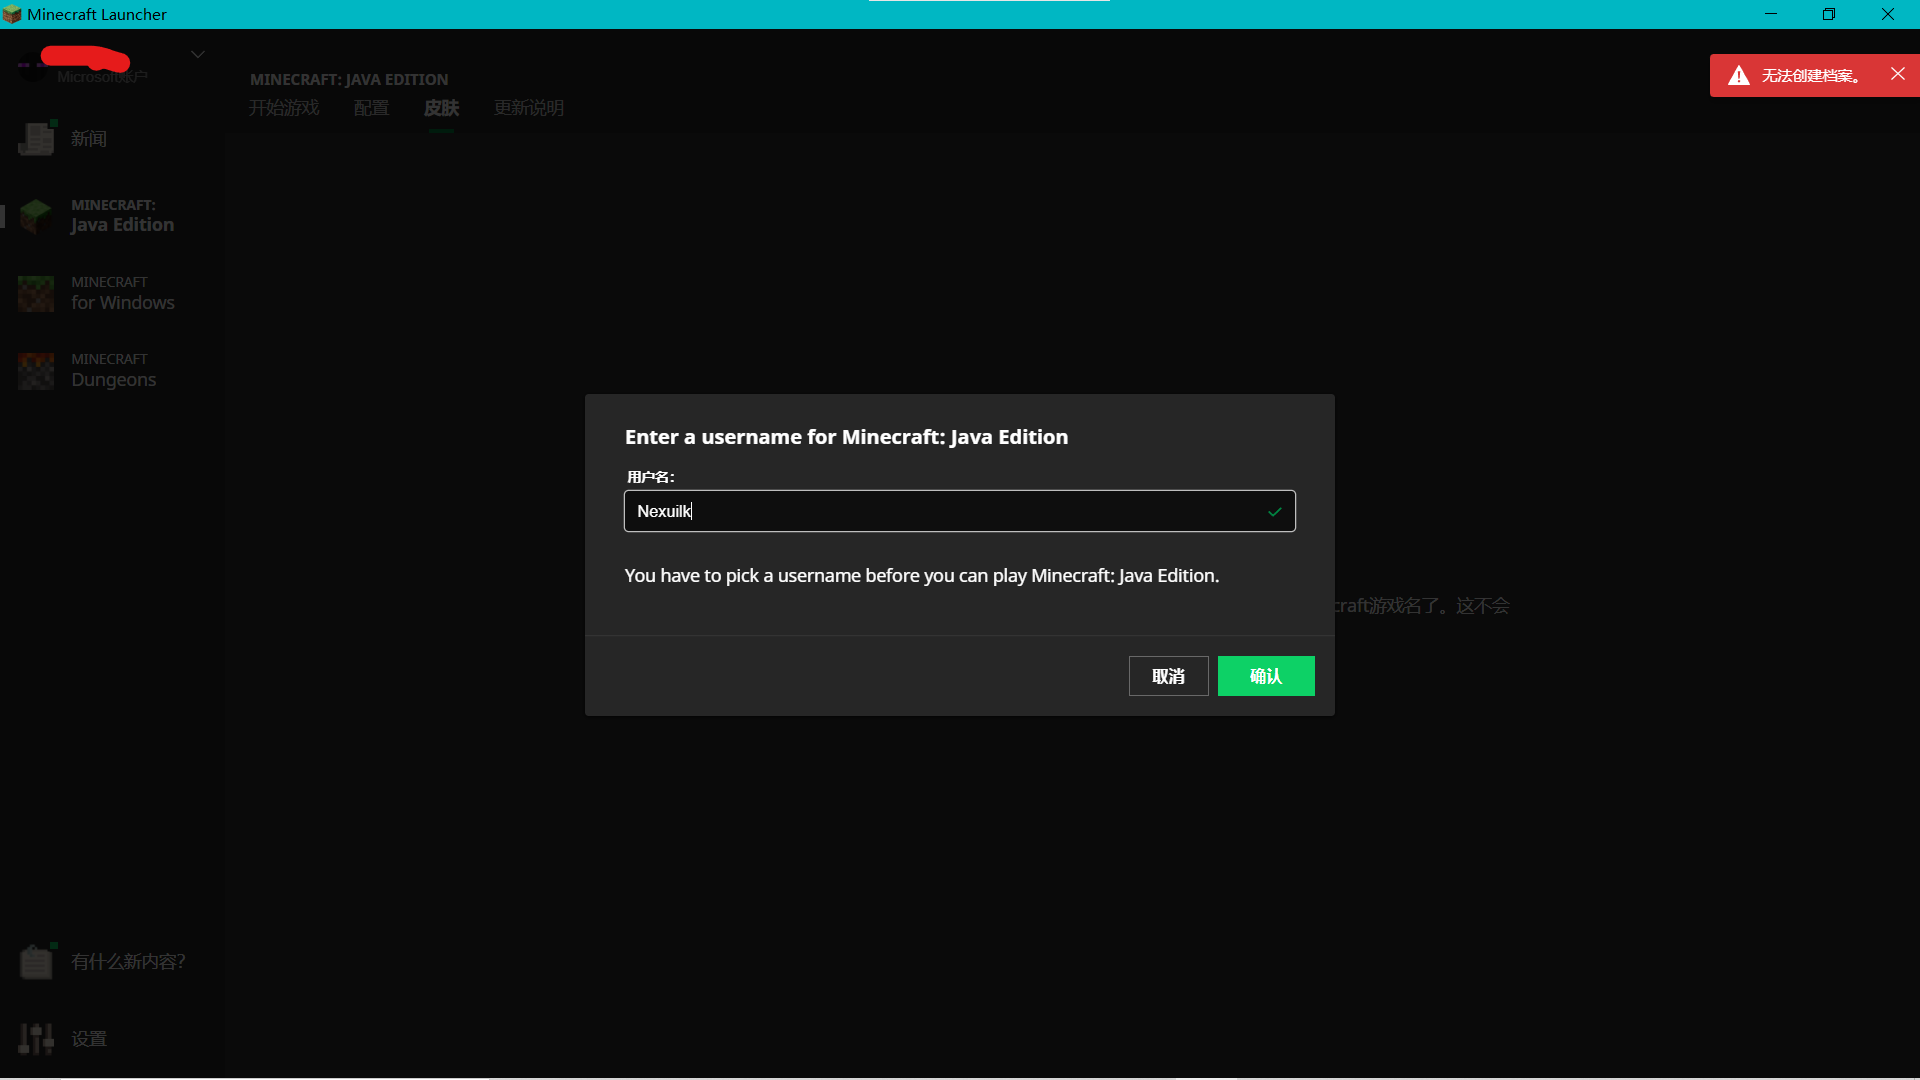 Minecraft Launcher
Microsoft账户
新闻
MINECRAFT:
Java Edition
MINECRAFT
for Windows
MINECRAFT
Dungeons
有什么新内容?
设置
MINECRAFT: JAVA EDITION
开始游戏 配置 皮肤 更新说明
无法创建档案。
Enter a username for Minecraft: Java Edition
用户名:
Nexuilk
You have to pick a username before you can play Minecraft: Java Edition.
craft游戏名了。这不会
取消 确认